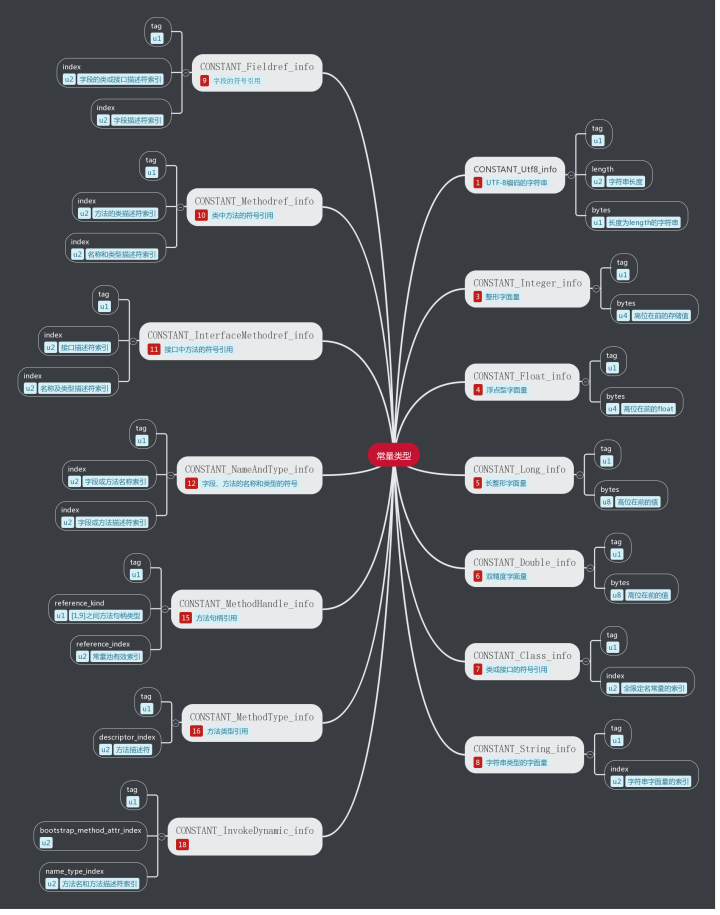 常量类型
CONSTANT_Utf8_info
1 UTF-8编码的字符串
tag
u1
length
u2 字符串长度
bytes
u1 长度为length的字符串
CONSTANT_Integer_info
3 整形字面量
tag
u1
bytes
u4 高位在前的存储值
CONSTANT_Float_info
4 浮点型字面量
tag
u1
bytes
u4 高位在前的float
CONSTANT_Long_info
5 长整形字面量
tag
u1
bytes
u8 高位在前的值
CONSTANT_Double_info
6 双精度字面量
tag
u1
bytes
u8 高位在前的值
CONSTANT_Class_info
7 类或接口的符号引用
tag
u1
index
u2 全限定名常量的索引
CONSTANT_String_info
8 字符串类型的字面量
tag
u1
index
u2 字符串字面量的索引
CONSTANT_Fieldref_info
9 字段的符号引用
tag
u1
index
u2 字段的类或接口描述符索引
index
u2 字段描述符索引
CONSTANT_Methodref_info
10 类中方法的符号引用
tag
u1
index
u2 方法的类描述符索引
index
u2 名称和类型描述符索引
CONSTANT_InterfaceMethodref_info
11 接口中方法的符号引用
tag
u1
index
u2 接口描述符索引
index
u2 名称及类型描述符索引
CONSTANT_NameAndType_info
12 字段、方法的名称和类型的符号
tag
u1
index
u2 字段或方法名称索引
index
u2 字段或方法描述符索引
CONSTANT_MethodHandle_info
15 方法句柄引用
tag
u1
reference_kind
u1 [1,9]之间方法句柄类型
reference_index
u2 常量池有效索引
CONSTANT_MethodType_info
16 方法类型引用
tag
u1
descriptor_index
u2 方法描述符
CONSTANT_InvokeDynamic_info
18
tag
u1
bootstrap_method_attr_index
u2
name_type_index
u2 方法名和方法描述符索引